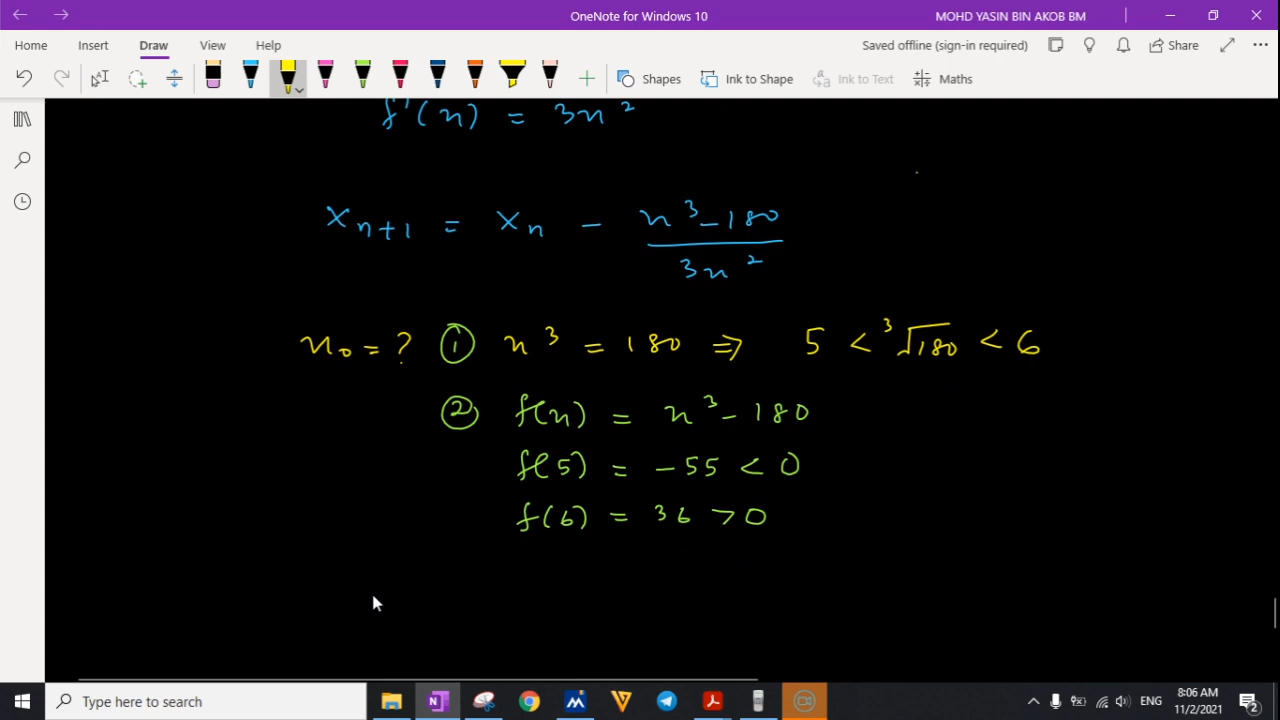 OneNote for Windows 10
MOHD YASIN BIN AKOB BM
Home Insert Draw View Help
Saved offline (sign-in required)
Share
Shapes
Ink to Shape
Ink to Text
Maths
f'(x) = 3x²
xₙ₊₁ = xₙ - (x³ - 180) / 3x²
x₀ = ? ① x³ = 180 ⇒ 5 < ³√180 < 6
② f(x) = x³ - 180
f(5) = -55 < 0
f(6) = 36 > 0
Type here to search
ENG
8:06 AM
11/2/2021
2